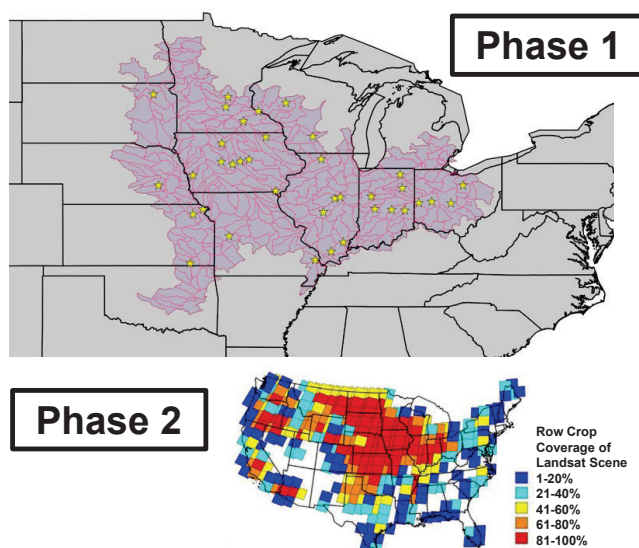 Phase 1
Phase 2
Row Crop
Coverage of
Landsat Scene
1-20%
21-40%
41-60%
61-80%
81-100%